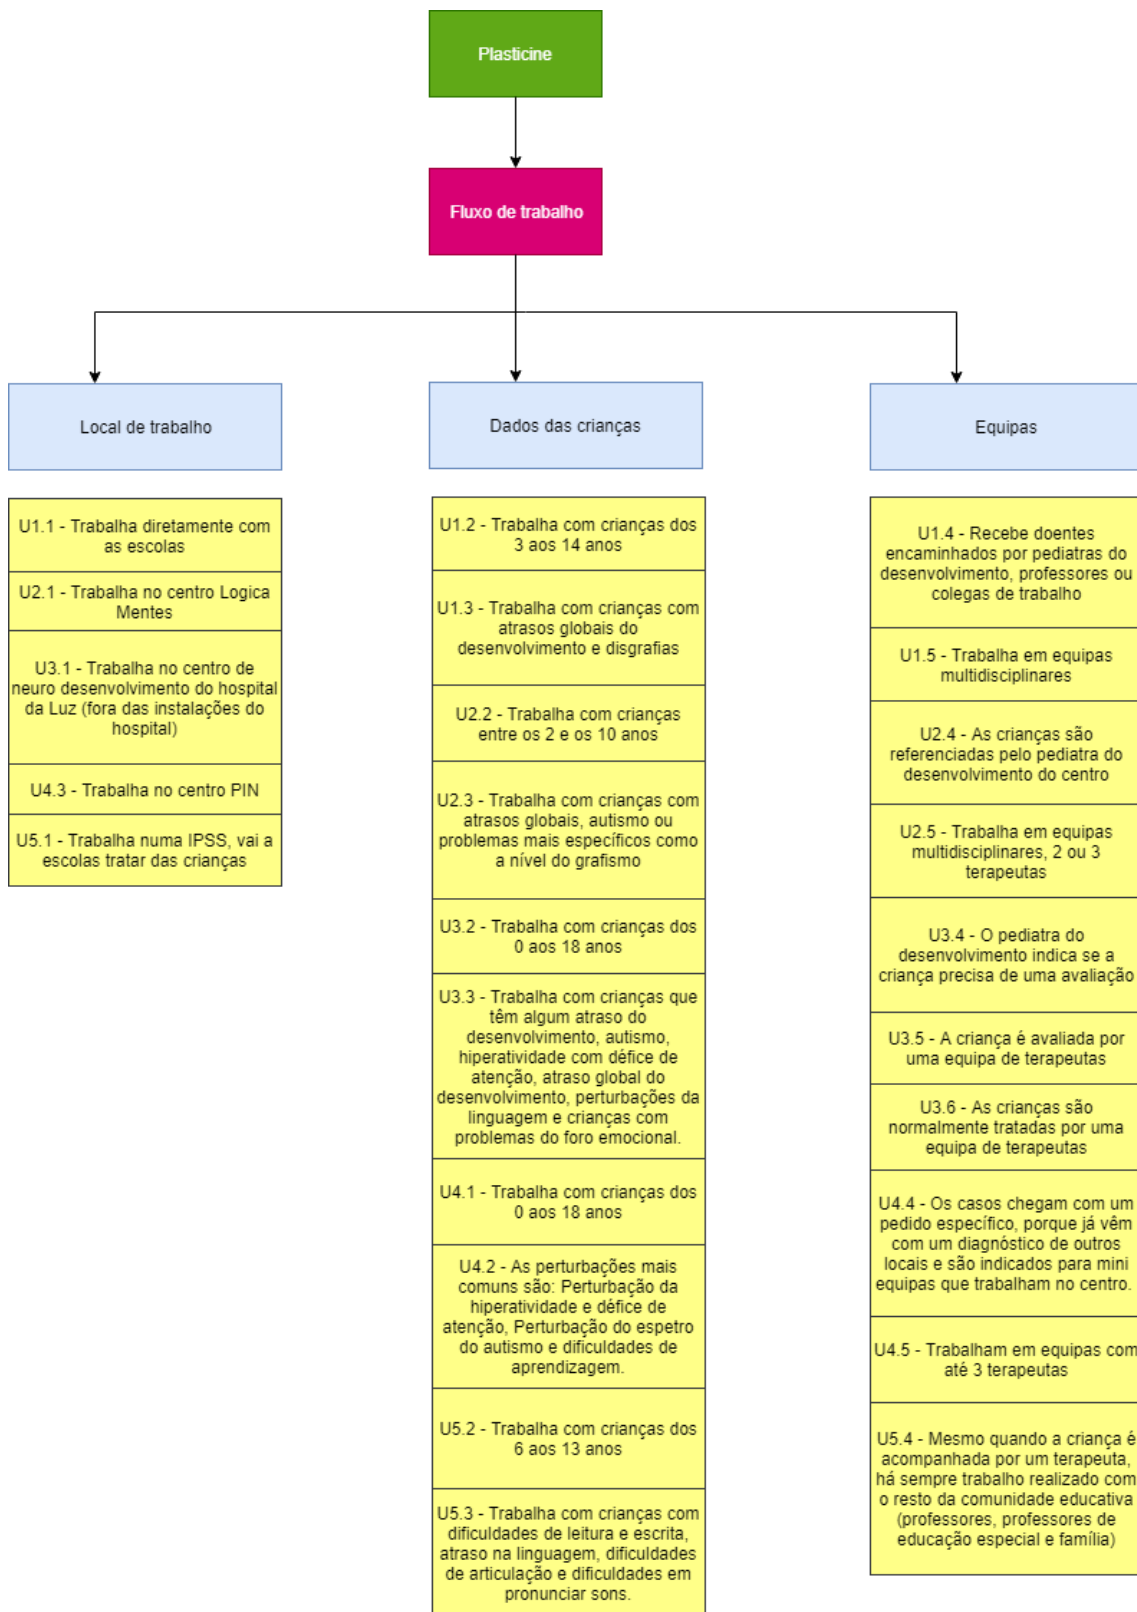 Plasticine
Fluxo de trabalho
Local de trabalho
Dados das crianças
Equipas
U1.1 - Trabalha diretamente com
as escolas
U2.1 - Trabalha no centro Logica
Mentes
U3.1 - Trabalha no centro de
neuro desenvolvimento do hospital
da Luz (fora das instalações do
hospital)
U4.3 - Trabalha no centro PIN
U5.1 - Trabalha numa IPSS, vai a
escolas tratar das crianças
U1.2 - Trabalha com crianças dos
3 aos 14 anos
U1.3 - Trabalha com crianças com
atrasos globais do
desenvolvimento e disgrafias
U2.2 - Trabalha com crianças
entre os 2 e os 10 anos
U2.3 - Trabalha com crianças com
atrasos globais, autismo ou
problemas mais específicos como
a nível do grafismo
U3.2 - Trabalha com crianças dos
0 aos 18 anos
U3.3 - Trabalha com crianças que
têm algum atraso do
desenvolvimento, autismo,
hiperatividade com défice de
atenção, atraso global do
desenvolvimento, perturbações da
linguagem e crianças com
problemas do foro emocional.
U4.1 - Trabalha com crianças dos
0 aos 18 anos
U4.2 - As perturbações mais
comuns são: Perturbação da
hiperatividade e défice de
atenção, Perturbação do espetro
do autismo e dificuldades de
aprendizagem.
U5.2 - Trabalha com crianças dos
6 aos 13 anos
U5.3 - Trabalha com crianças com
dificuldades de leitura e escrita,
atraso na linguagem, dificuldades
de articulação e dificuldades em
pronunciar sons.
U1.4 - Recebe doentes
encaminhados por pediatras do
desenvolvimento, professores ou
colegas de trabalho
U1.5 - Trabalha em equipas
multidisciplinares
U2.4 - As crianças são
referenciadas pelo pediatra do
desenvolvimento do centro
U2.5 - Trabalha em equipas
multidisciplinares, 2 ou 3
terapeutas
U3.4 - O pediatra do
desenvolvimento indica se a
criança precisa de uma avaliação
U3.5 - A criança é avaliada por
uma equipa de terapeutas
U3.6 - As crianças são
normalmente tratadas por uma
equipa de terapeutas
U4.4 - Os casos chegam com um
pedido específico, porque já vêm
com um diagnóstico de outros
locais e são indicados para mini
equipas que trabalham no centro.
U4.5 - Trabalham em equipas com
até 3 terapeutas
U5.4 - Mesmo quando a criança é
acompanhada por um terapeuta,
há sempre trabalho realizado com
o resto da comunidade educativa
(professores, professores de
educação especial e família)